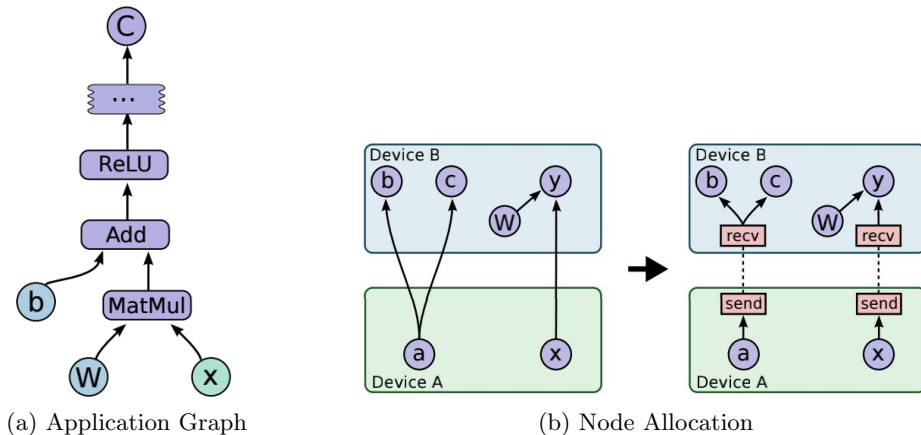 C
...
ReLU
Add
b
MatMul
W
x
(a) Application Graph
Device B
b
c
y
W
a
x
Device A
Device B
b
c
y
W
recv
recv
send
send
a
x
Device A
(b) Node Allocation